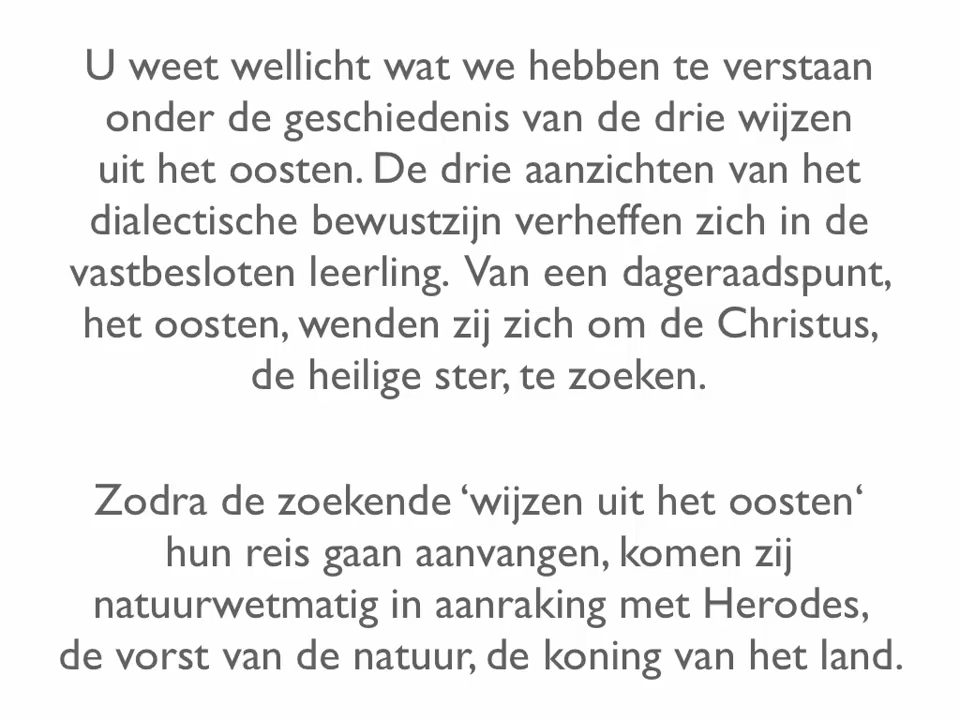 U weet wellicht wat we hebben te verstaan
onder de geschiedenis van de drie wijzen
uit het oosten. De drie aanzichten van het
dialectische bewustzijn verheffen zich in de
vastbesloten leerling. Van een dageraadspunt,
het oosten, wenden zij zich om de Christus,
de heilige ster, te zoeken.
Zodra de zoekende ‘wijzen uit het oosten‘
hun reis gaan aanvangen, komen zij
natuurwetmatig in aanraking met Herodes,
de vorst van de natuur, de koning van het land.